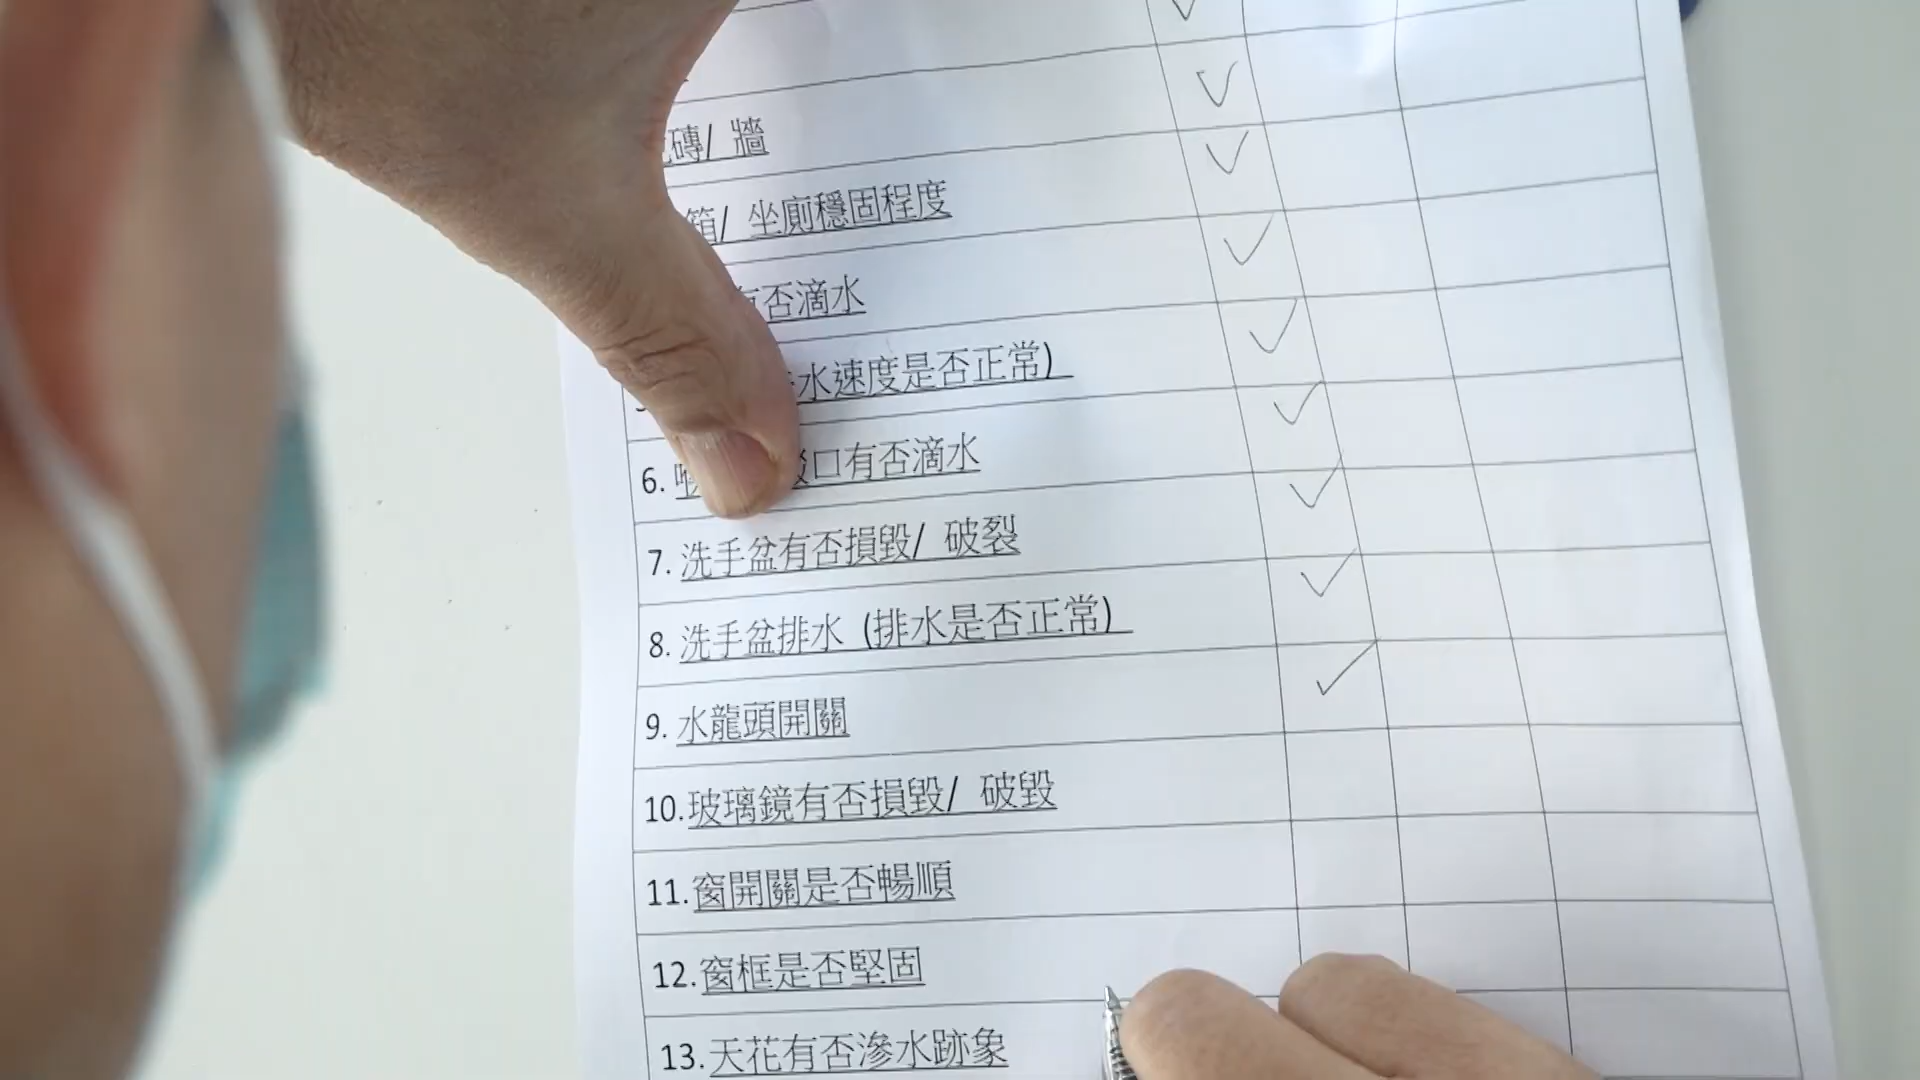 磚/ 牆
箱/ 坐廁穩固程度
有否滴水
水速度是否正常)
6. 口有否滴水
7. 洗手盆有否損毀/ 破裂
8. 洗手盆排水 (排水是否正常)
9. 水龍頭開關
10.玻璃鏡有否損毀/ 破毀
11.窗開關是否暢順
12.窗框是否堅固
13.天花有否滲水跡象